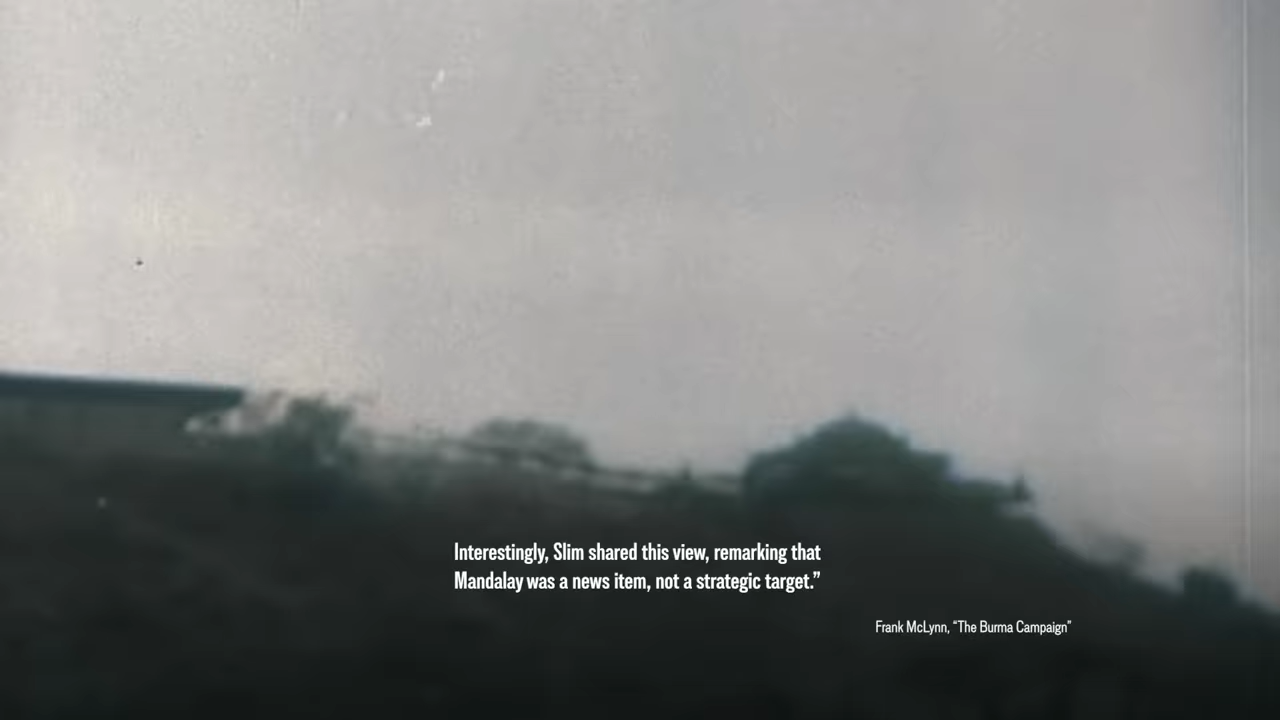 Interestingly, Slim shared this view, remarking that
Mandalay was a news item, not a strategic target.”
Frank McLynn, “The Burma Campaign”